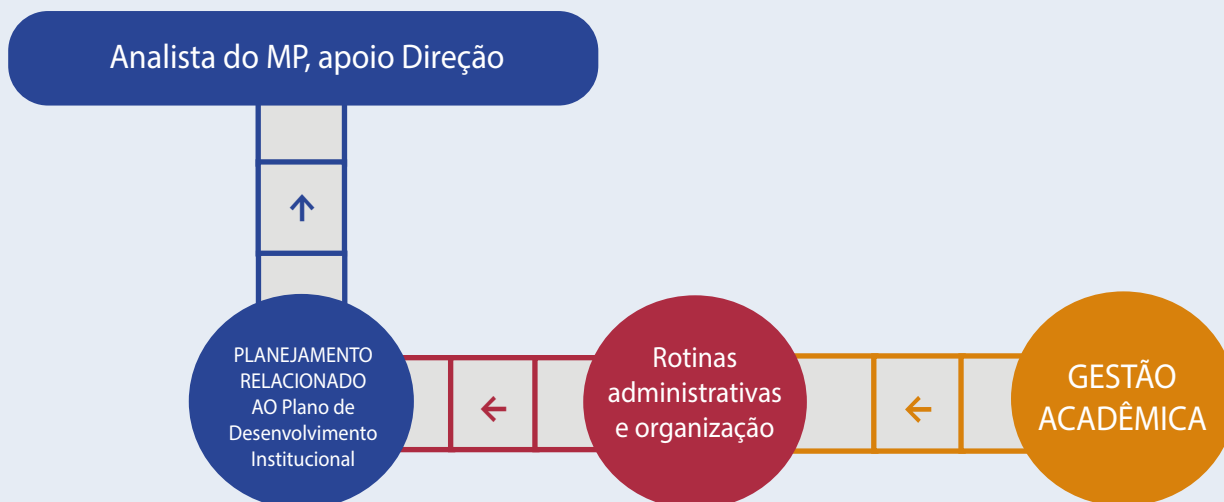 Analista do MP, apoio Direção
PLANEJAMENTO
RELACIONADO
AO Plano de
Desenvolvimento
Institucional
Rotinas
administrativas
e organização
GESTÃO
ACADÊMICA